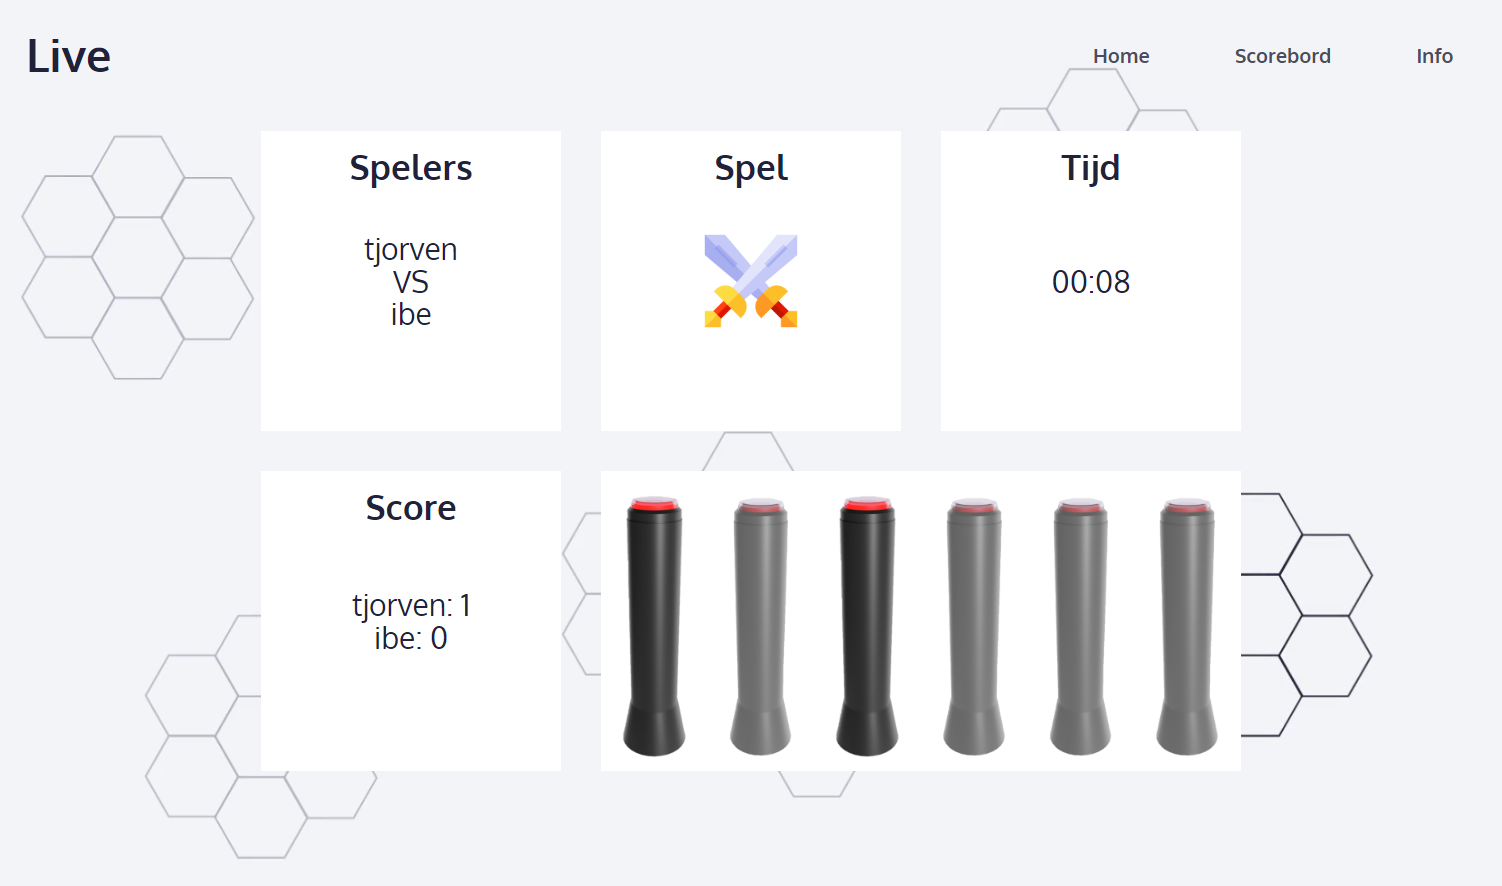 Live
Home
Scorebord
Info
Spelers
tjorven
VS
ibe
Spel
Tijd
00:08
Score
tjorven: 1
ibe: 0